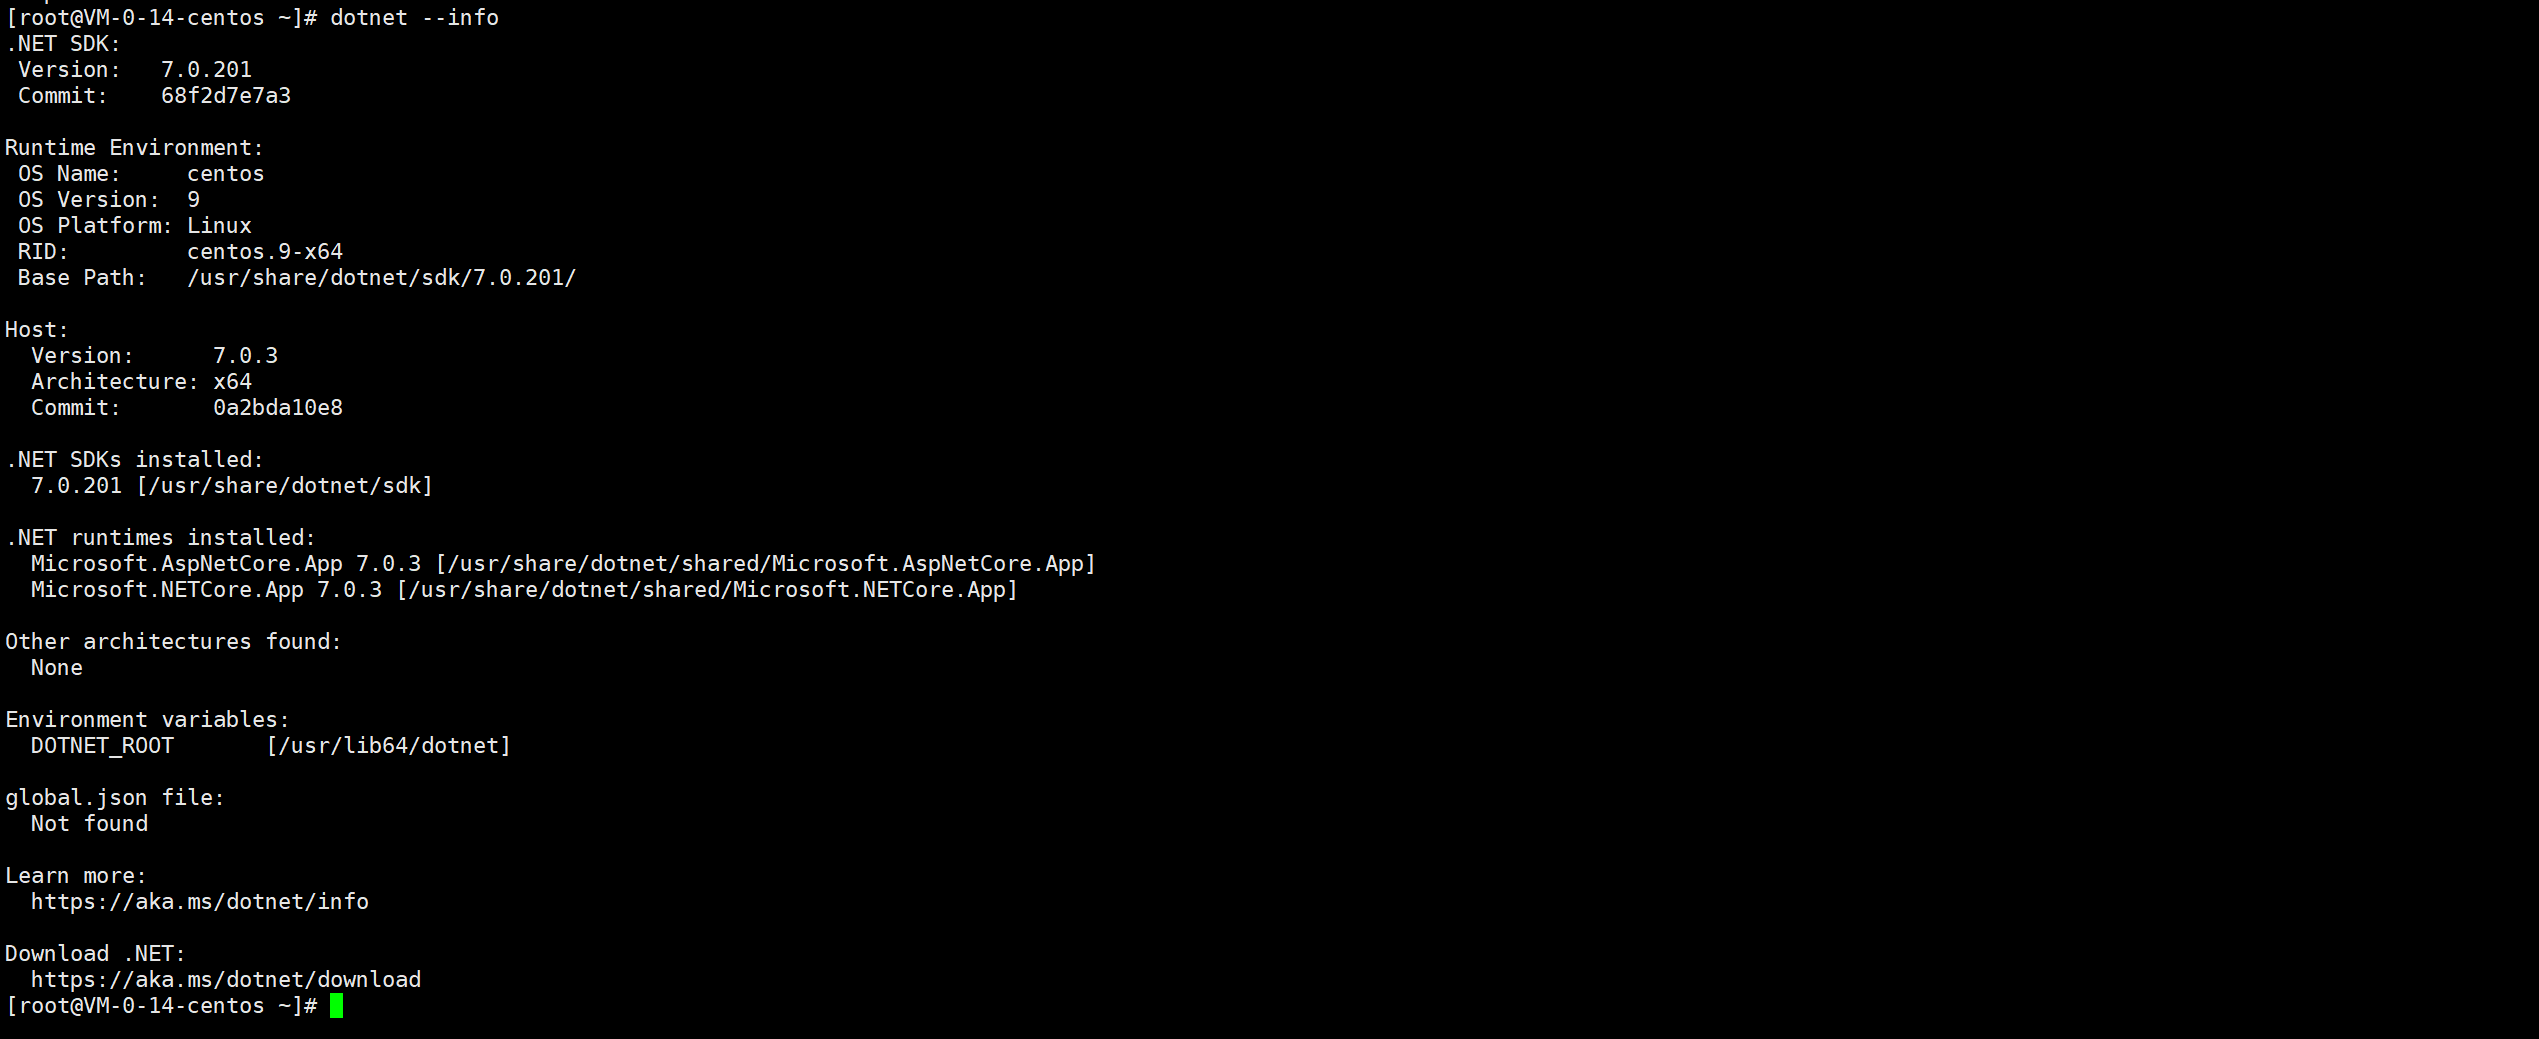 [root@VM-0-14-centos ~]# dotnet --info
.NET SDK:
 Version:   7.0.201
 Commit:    68f2d7e7a3

Runtime Environment:
 OS Name:     centos
 OS Version:  9
 OS Platform: Linux
 RID:         centos.9-x64
 Base Path:   /usr/share/dotnet/sdk/7.0.201/

Host:
  Version:      7.0.3
  Architecture: x64
  Commit:       0a2bda10e8

.NET SDKs installed:
  7.0.201 [/usr/share/dotnet/sdk]

.NET runtimes installed:
  Microsoft.AspNetCore.App 7.0.3 [/usr/share/dotnet/shared/Microsoft.AspNetCore.App]
  Microsoft.NETCore.App 7.0.3 [/usr/share/dotnet/shared/Microsoft.NETCore.App]

Other architectures found:
  None

Environment variables:
  DOTNET_ROOT       [/usr/lib64/dotnet]

global.json file:
  Not found

Learn more:
  https://aka.ms/dotnet/info

Download .NET:
  https://aka.ms/dotnet/download
[root@VM-0-14-centos ~]#